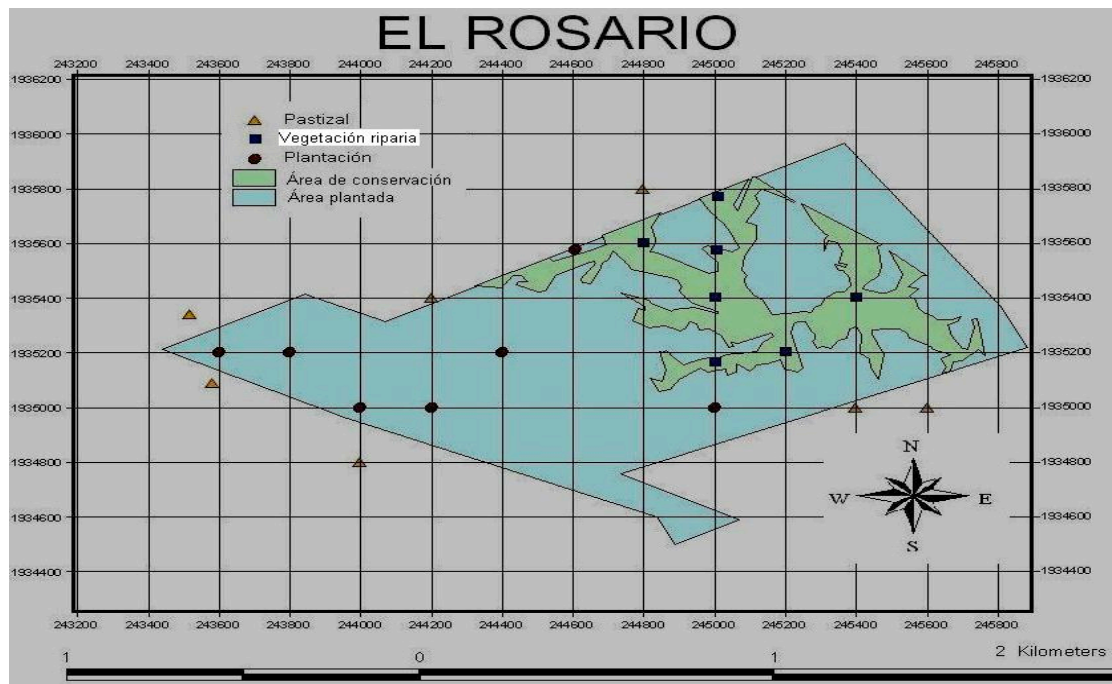 EL ROSARIO
243200 243400 243600 243800 244000 244200 244400 244600 244800 245000 245200 245400 245600 245800
1936200 1936200
1936000 1936000
1935800 1935800
1935600 1935600
1935400 1935400
1935200 1935200
1935000 1935000
1934800 1934800
1934600 1934600
1934400 1934400
Pastizal
Vegetación riparia
Plantación
Área de conservación
Área plantada
N
W E
S
243200 243400 243600 243800 244000 244200 244400 244600 244800 245000 245200 245400 245600 245800
1 0 1 2 Kilometers